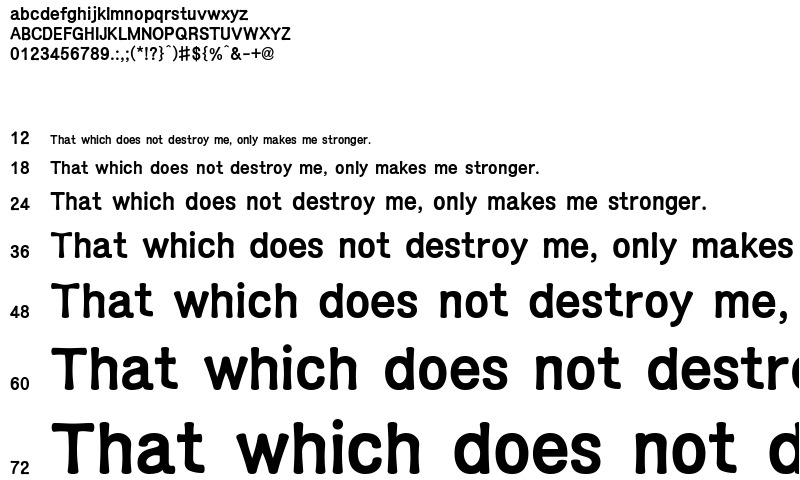 abcdefghijklmnopqrstuvwxyz
ABCDEFGHIJKLMNOPQRSTUVWXYZ
0123456789.:,;(*!?}^)#${%^&-+@
12 That which does not destroy me, only makes me stronger.
18 That which does not destroy me, only makes me stronger.
24 That which does not destroy me, only makes me stronger.
36 That which does not destroy me, only makes
48 That which does not destroy me,
60 That which does not destro
72 That which does not d